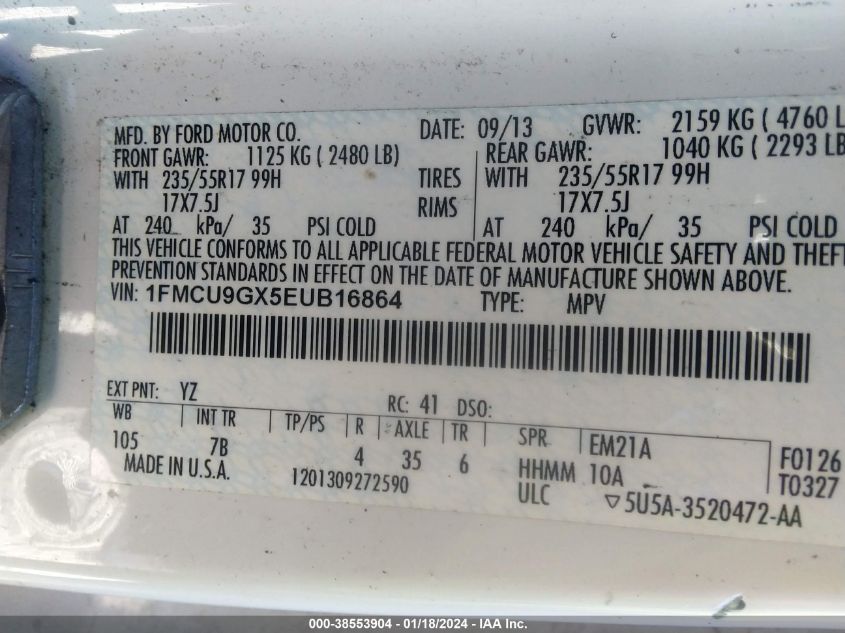 MFD. BY FORD MOTOR CO. DATE: 09/13 GVWR: 2159 KG ( 4760 L
FRONT GAWR: 1125 KG ( 2480 LB) REAR GAWR: 1040 KG ( 2293 LB
WITH 235/55R17 99H TIRES WITH 235/55R17 99H
17X7.5J RIMS 17X7.5J
AT 240 kPa/ 35 PSI COLD AT 240 kPa/ 35 PSI COLD
THIS VEHICLE CONFORMS TO ALL APPLICABLE FEDERAL MOTOR VEHICLE SAFETY AND THEFT
PREVENTION STANDARDS IN EFFECT ON THE DATE OF MANUFACTURE SHOWN ABOVE.
VIN: 1FMCU9GX5EUB16864 TYPE: MPV
EXT PNT: YZ RC: 41 DSO:
WB INT TR TP/PS R AXLE TR SPR EM21A F0126
105 7B 4 35 6 HHMM 10A T0327
MADE IN U.S.A. 1201309272590 ULC ▽5U5A-3520472-AA
000-38553904 - 01/18/2024 - IAA Inc.